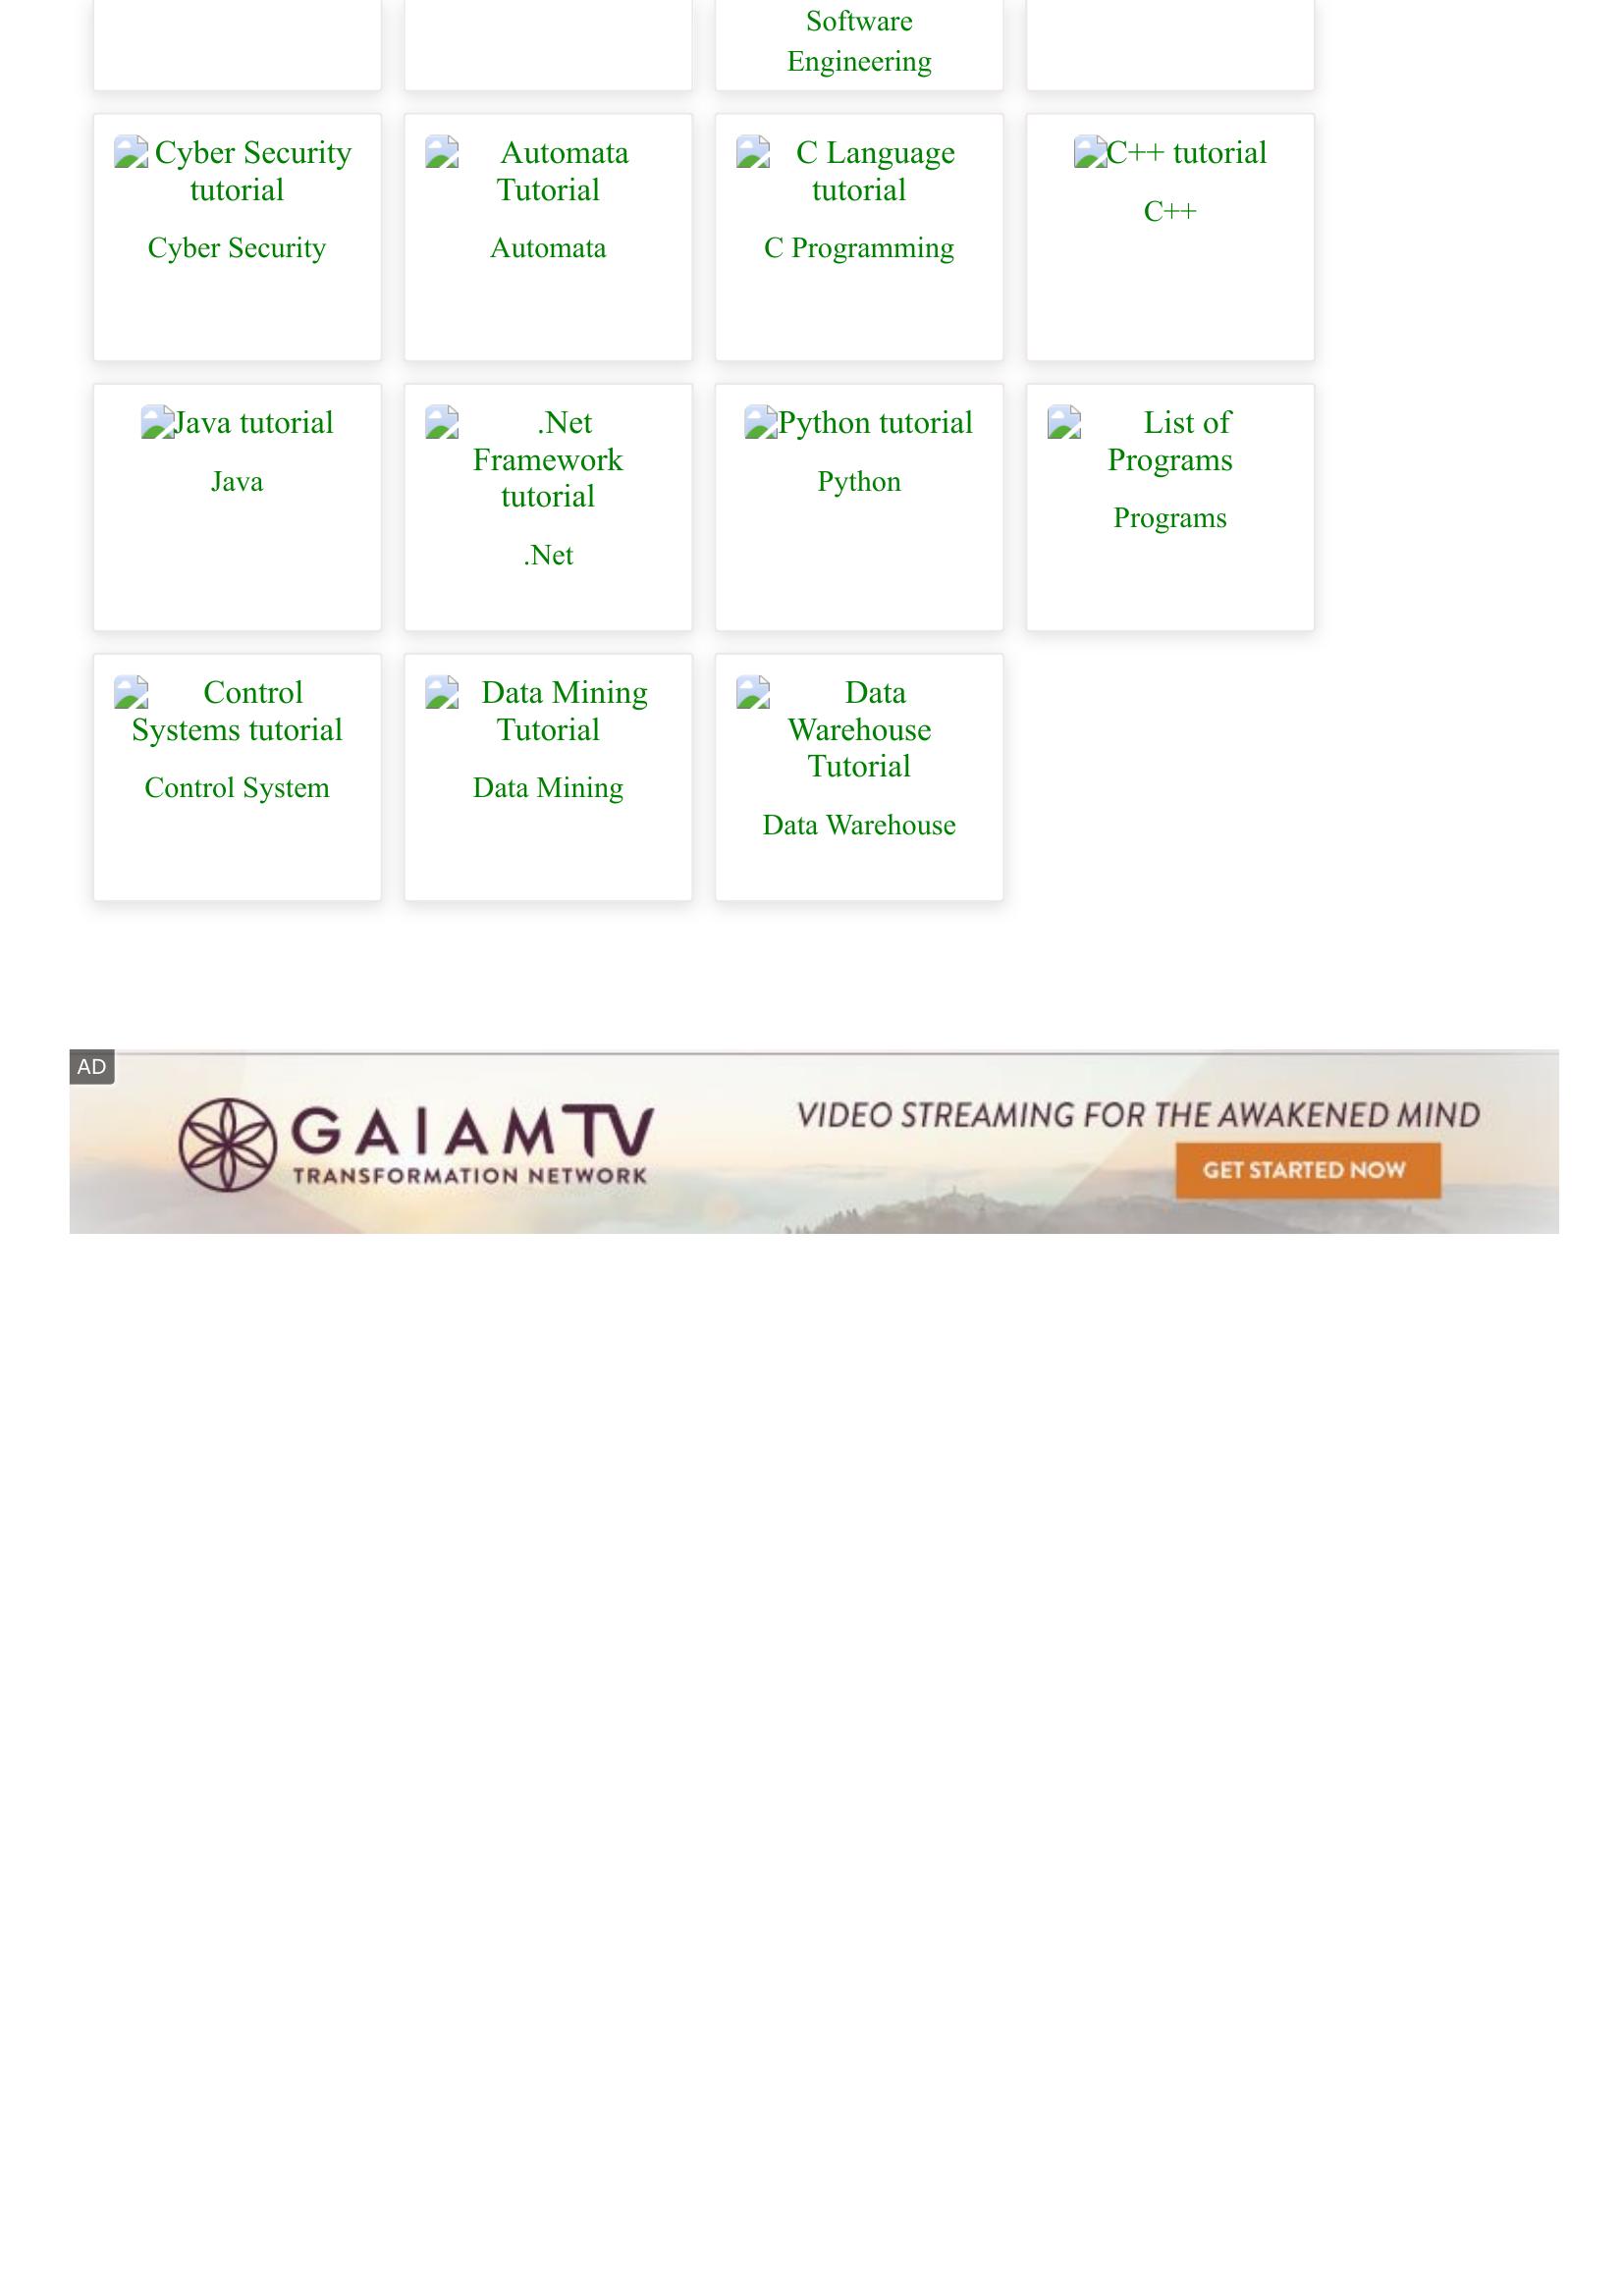 Software
Engineering
Cyber Security
tutorial
Cyber Security
Automata
Tutorial
Automata
C Language
tutorial
C Programming
C++ tutorial
C++
Java tutorial
Java
.Net
Framework
tutorial
.Net
Python tutorial
Python
List of
Programs
Programs
Control
Systems tutorial
Control System
Data Mining
Tutorial
Data Mining
Data
Warehouse
Tutorial
Data Warehouse
AD
GAIAMTV
TRANSFORMATION NETWORK
VIDEO STREAMING FOR THE AWAKENED MIND
GET STARTED NOW